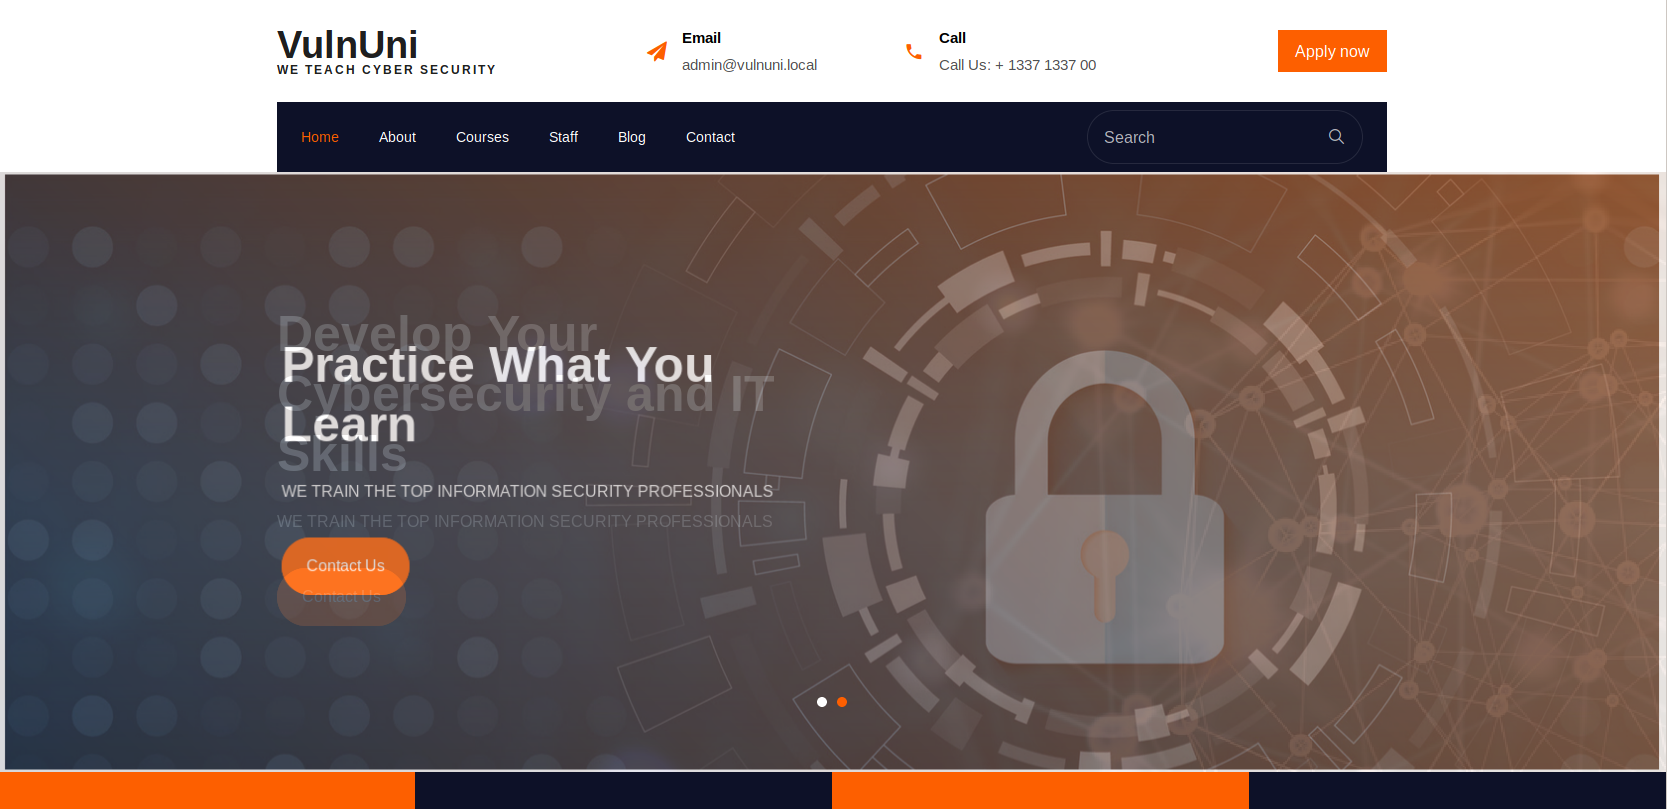 VulnUni
WE TEACH CYBER SECURITY
Email
admin@vulnuni.local
Call
Call Us: + 1337 1337 00
Apply now
Home About Courses Staff Blog Contact
Search
Develop Your
Cybersecurity and IT
Skills
WE TRAIN THE TOP INFORMATION SECURITY PROFESSIONALS
Contact Us
Practice What You
Learn
WE TRAIN THE TOP INFORMATION SECURITY PROFESSIONALS
Contact Us